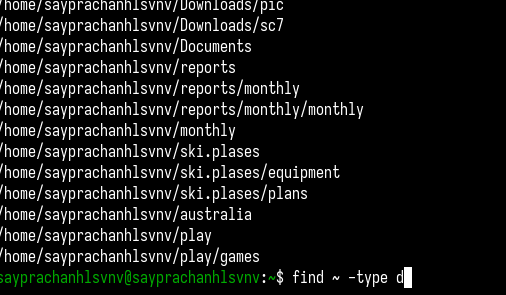 /home/sayprachanhlsvnv/Downloads/pic
/home/sayprachanhlsvnv/Downloads/sc7
/home/sayprachanhlsvnv/Documents
/home/sayprachanhlsvnv/reports
/home/sayprachanhlsvnv/reports/monthly
/home/sayprachanhlsvnv/reports/monthly/monthly
/home/sayprachanhlsvnv/monthly
/home/sayprachanhlsvnv/ski.plases
/home/sayprachanhlsvnv/ski.plases/equipment
/home/sayprachanhlsvnv/ski.plases/plans
/home/sayprachanhlsvnv/australia
/home/sayprachanhlsvnv/play
/home/sayprachanhlsvnv/play/games
sayprachanhlsvnv@sayprachanhlsvnv:~$ find ~ -type d